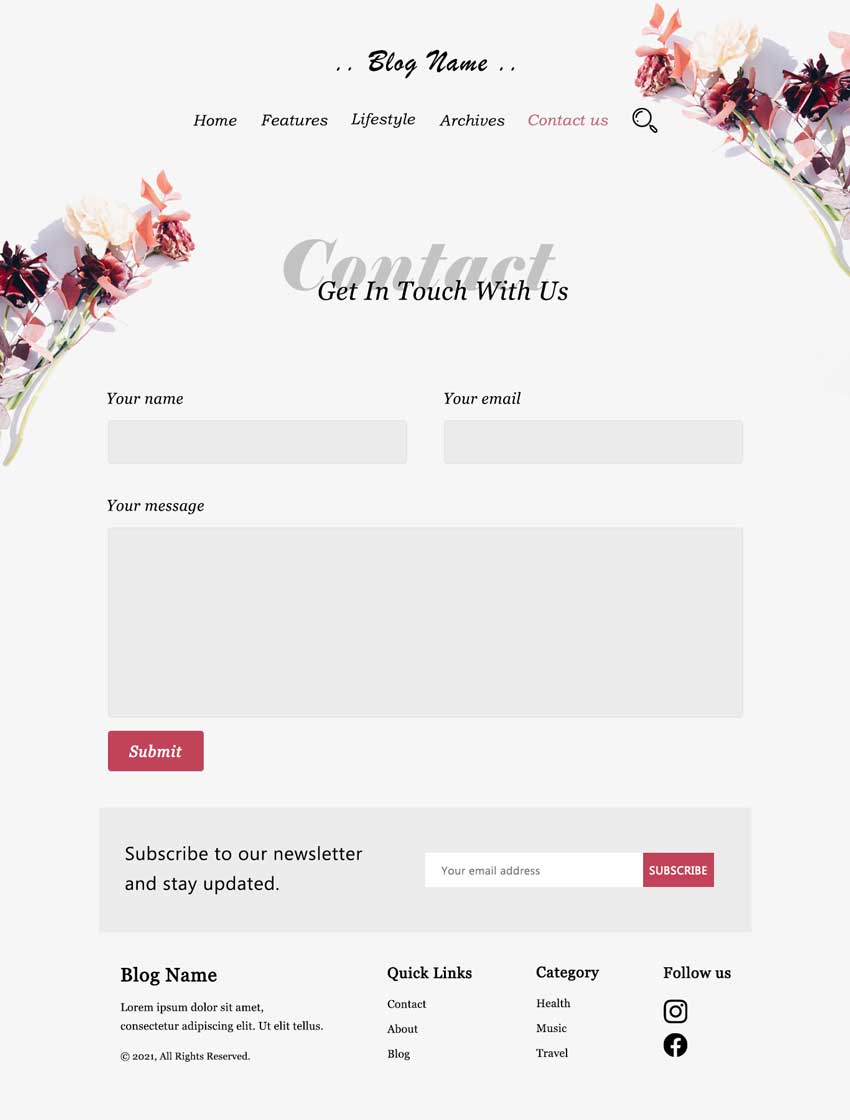 .. Blog Name ..
Home Features Lifestyle Archives Contact us
Contact
Get In Touch With Us
Your name Your email
Your message
Submit
Subscribe to our newsletter
and stay updated.
Your email address SUBSCRIBE
Blog Name
Lorem ipsum dolor sit amet,
consectetur adipiscing elit. Ut elit tellus.
© 2021, All Rights Reserved.
Quick Links
Contact
About
Blog
Category
Health
Music
Travel
Follow us